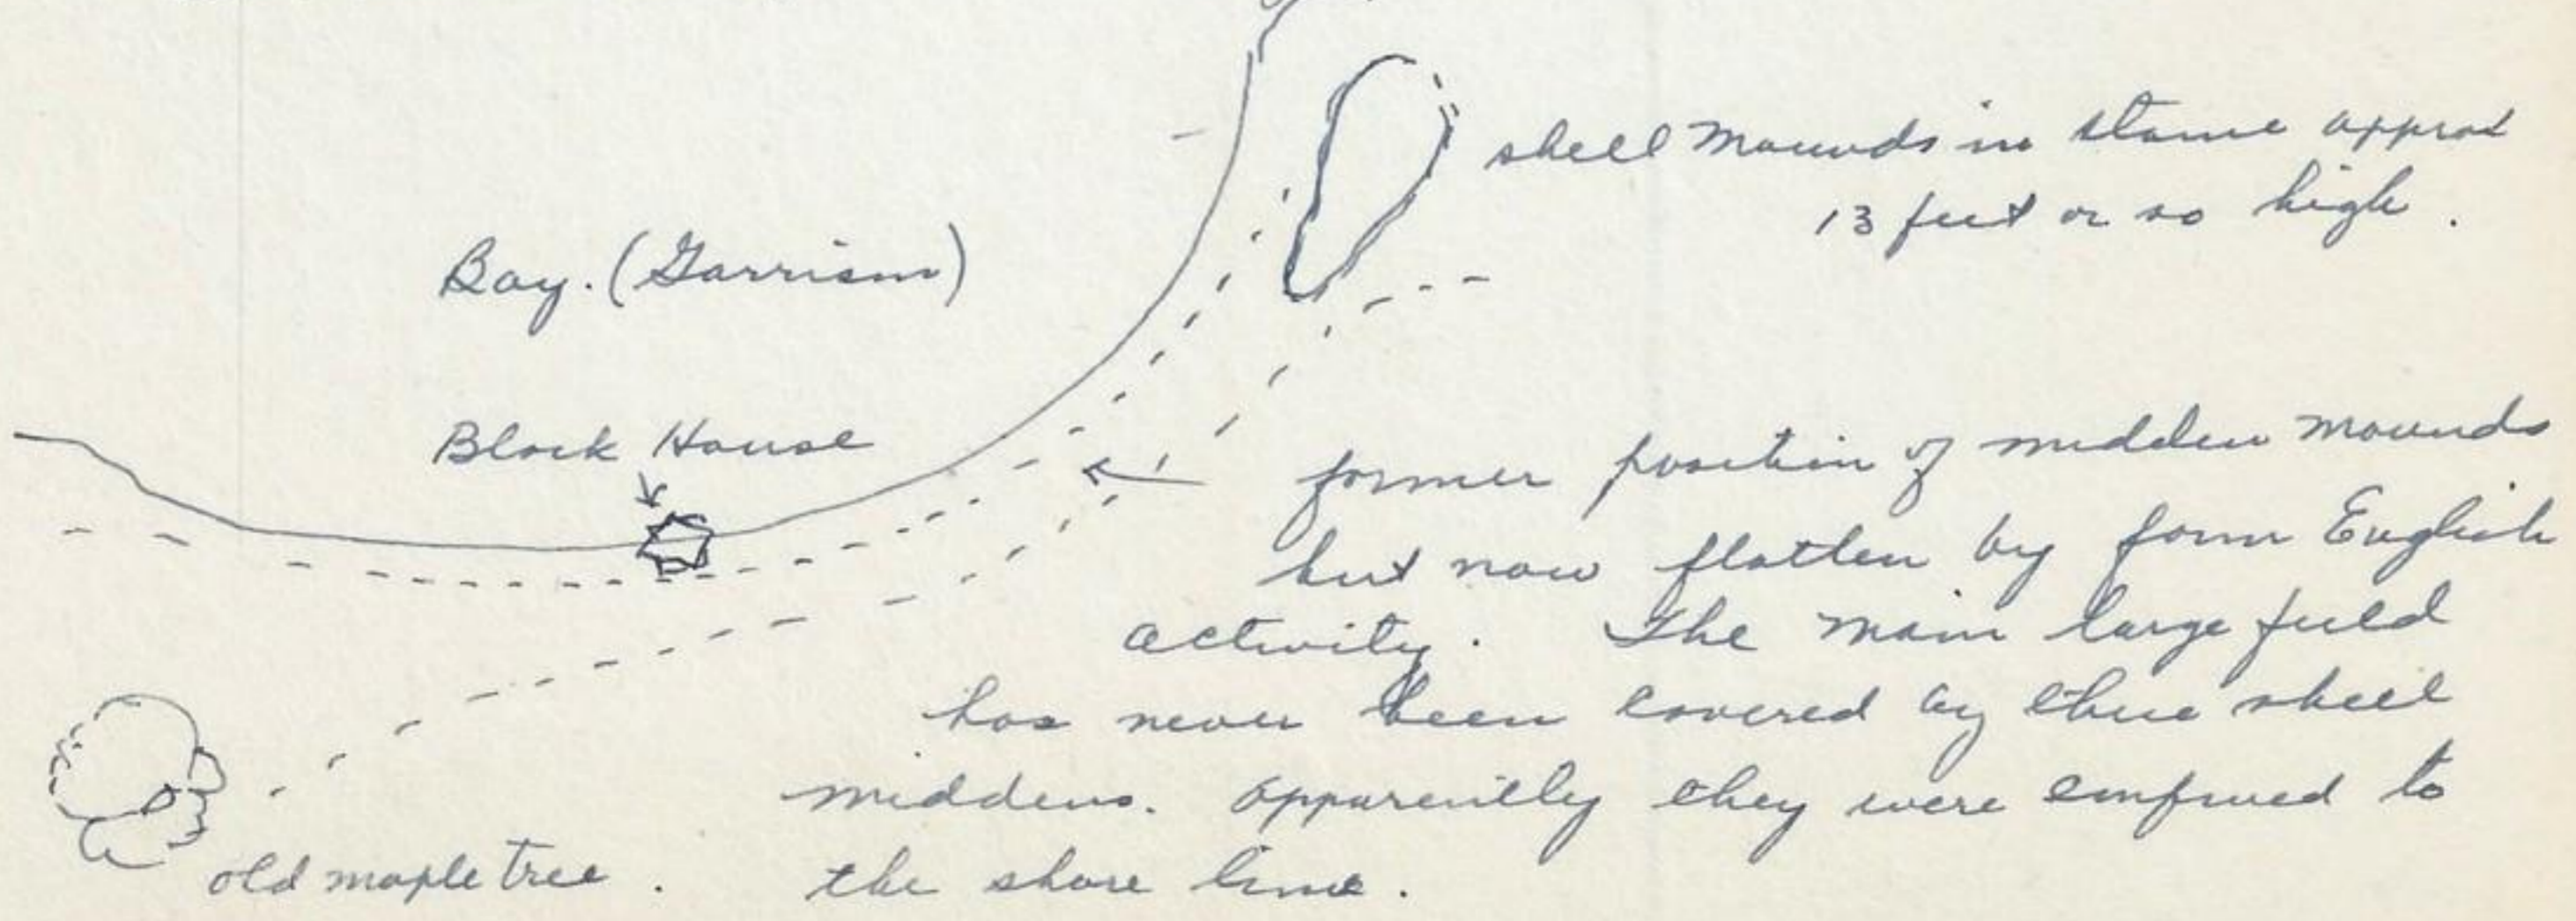 shell mounds in approx
13 feet or so high.
Bay. (Garrison)
Block House
former position of midden mounds
but now flatten by form English
activity. The main large field
has never been covered by these shell
middens. Apparently they were confined to
the shore line.
old maple tree.